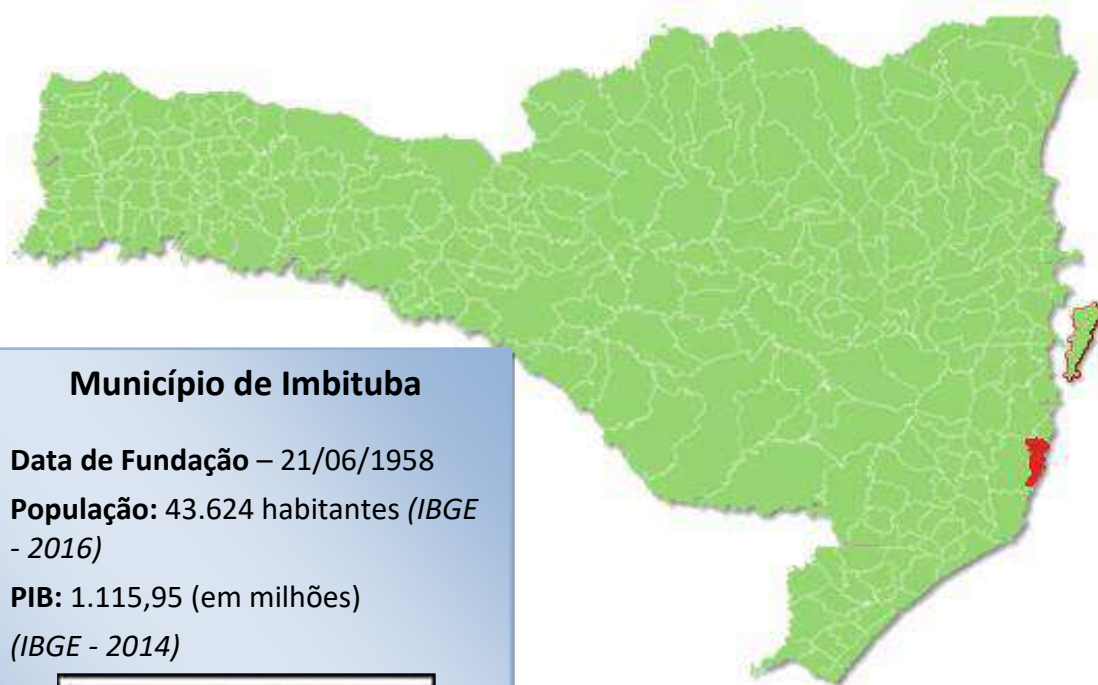 Município de Imbituba
Data de Fundação – 21/06/1958
População: 43.624 habitantes (IBGE
- 2016)
PIB: 1.115,95 (em milhões)
(IBGE - 2014)